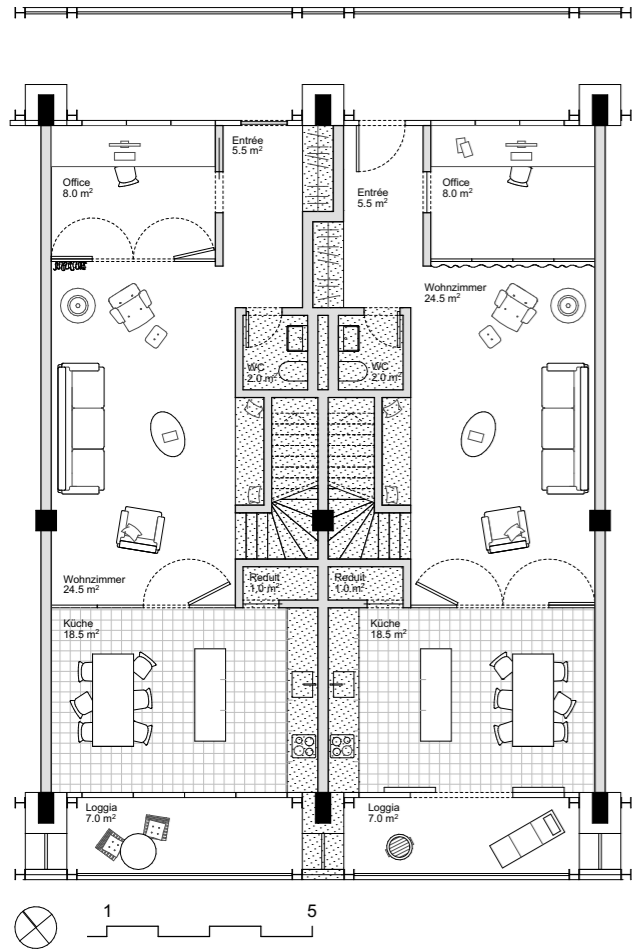 Entrée
5.5 m²
Office
8.0 m²
Entrée
5.5 m²
Office
8.0 m²
Wohnzimmer
24.5 m²
WC
2.0 m²
WC
2.0 m²
Wohnzimmer
24.5 m²
Reduit
1.0 m²
Reduit
1.0 m²
Küche
18.5 m²
Küche
18.5 m²
Loggia
7.0 m²
Loggia
7.0 m²
1 5